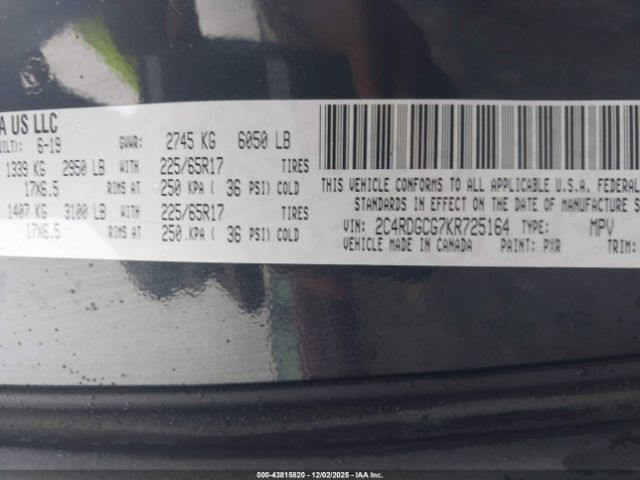 A US LLC
UILT): 6-19 GVWR: 2745 KG 6050 LB
1339 KG 2950 LB WITH 225/65R17 TIRES
17X6.5 RIMS AT 250 KPA ( 36 PSI) COLD
1407 KG 3100 LB WITH 225/65R17 TIRES
17X6.5 RIMS AT 250 KPA ( 36 PSI) COLD
THIS VEHICLE CONFORMS TO ALL APPLICABLE U.S.A. FEDERAL
STANDARDS IN EFFECT ON THE DATE OF MANUFACTURE S
VIN: 2C4RDGCG7KR725164 TYPE: MPV
VEHICLE MADE IN CANADA PAINT: PXR TRIM:
000-43815820 • 12/02/2025 • IAA Inc.